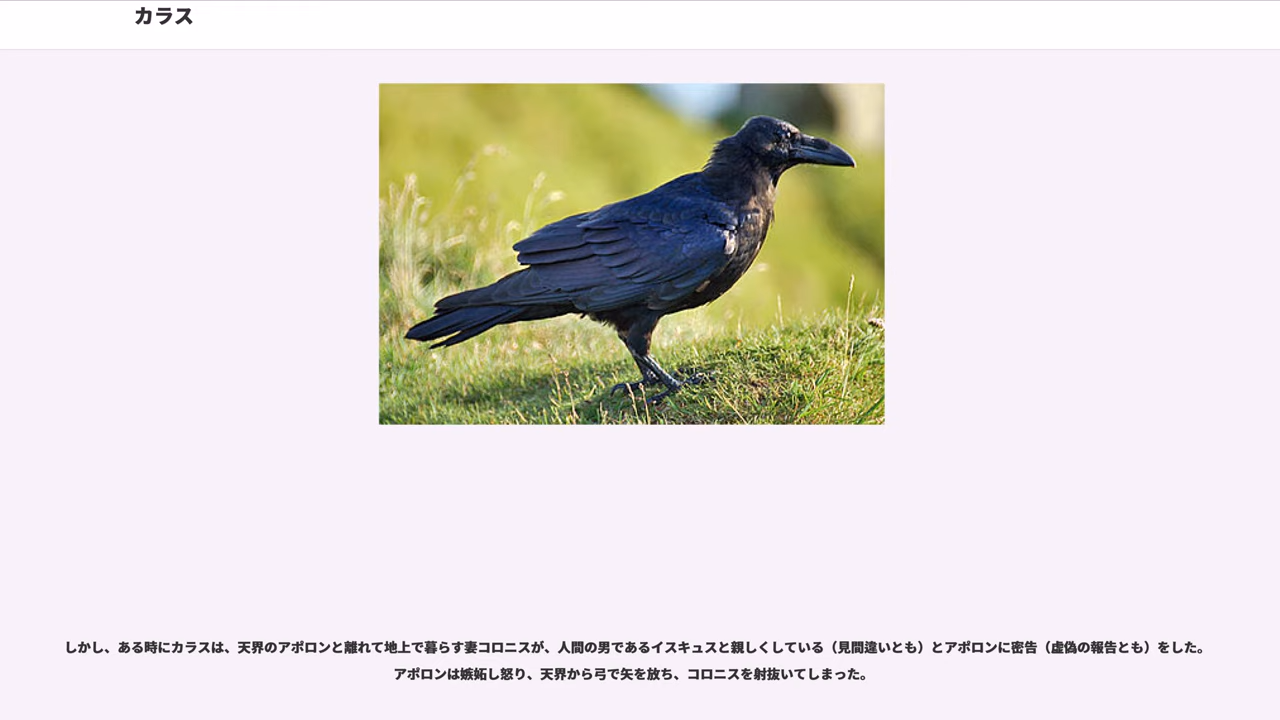 カラス
しかし、ある時にカラスは、天界のアポロンと離れて地上で暮らす妻コロニスが、人間の男であるイスキュスと親しくしている（見間違いとも）とアポロンに密告（虚偽の報告とも）をした。
アポロンは嫉妬し怒り、天界から弓で矢を放ち、コロニスを射抜いてしまった。